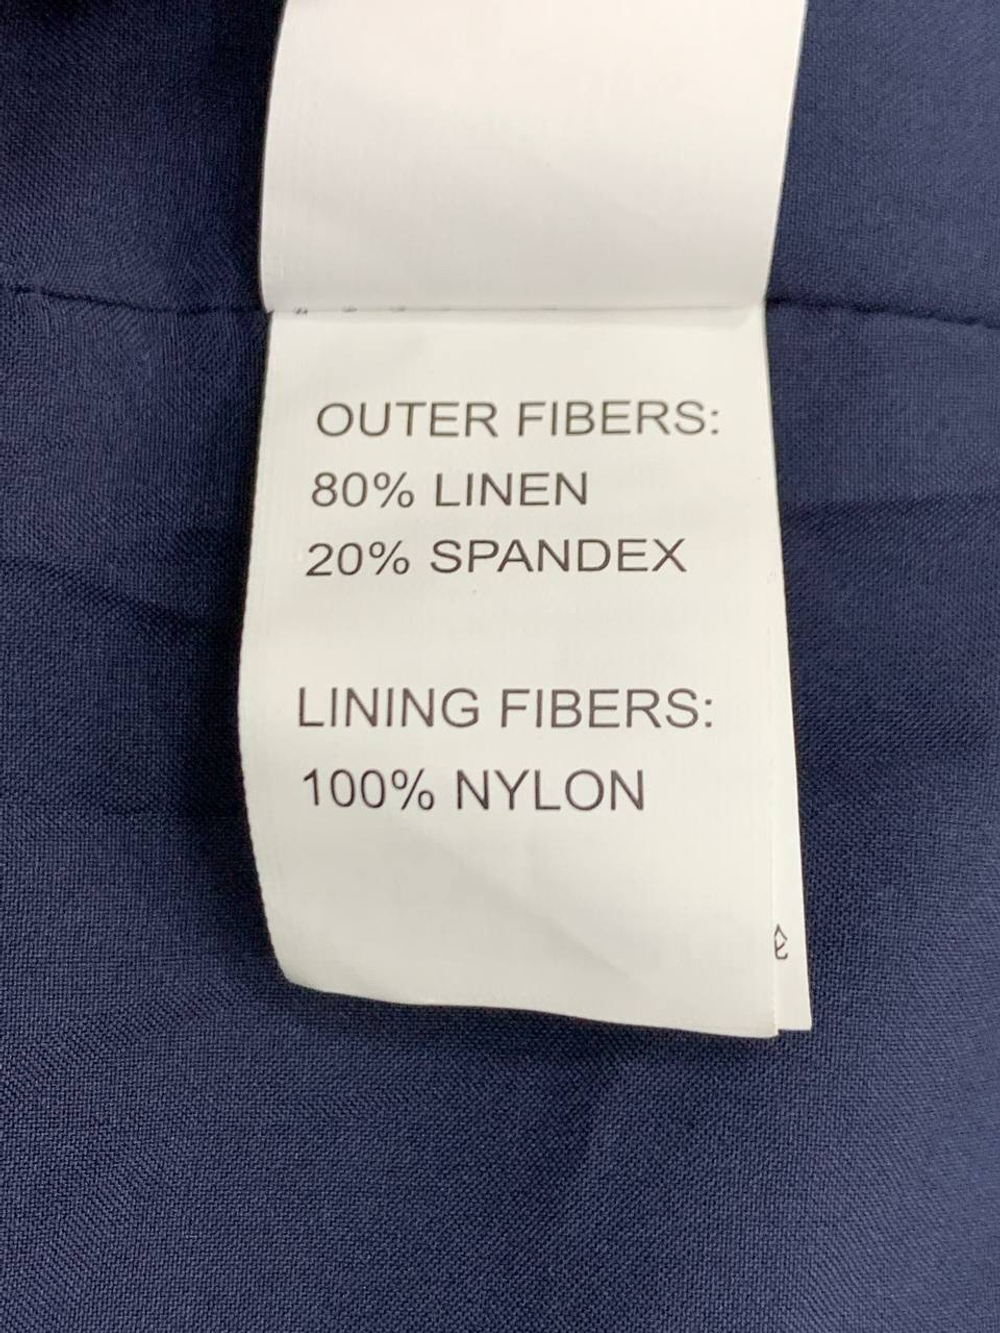 OUTER FIBERS:
80% LINEN
20% SPANDEX
LINING FIBERS:
100% NYLON